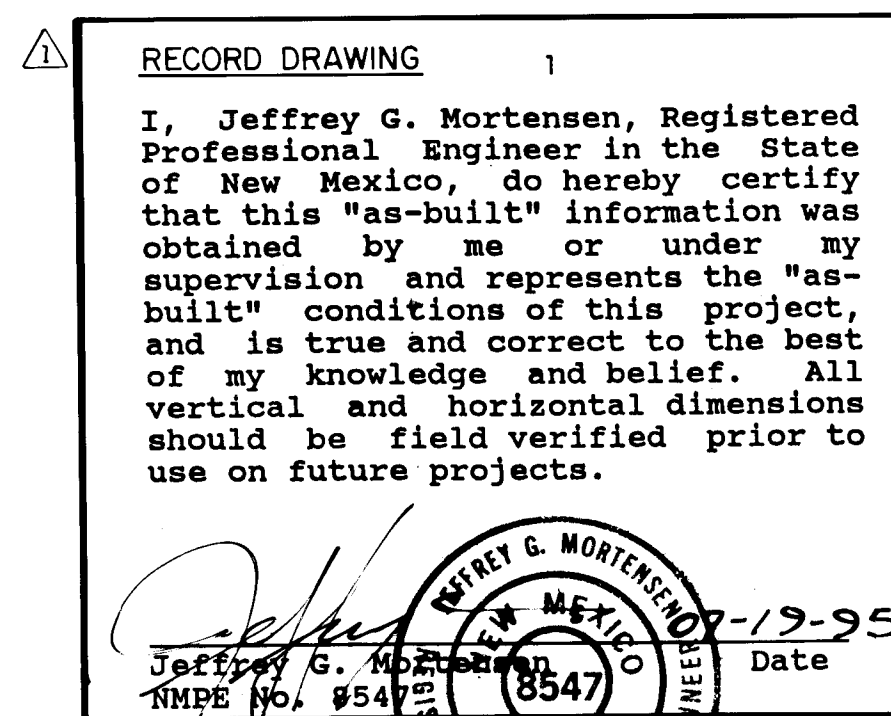 1
RECORD DRAWING 1
I, Jeffrey G. Mortensen, Registered
Professional Engineer in the State
of New Mexico, do hereby certify
that this "as-built" information was
obtained by me or under my
supervision and represents the "as-
built" conditions of this project,
and is true and correct to the best
of my knowledge and belief. All
vertical and horizontal dimensions
should be field verified prior to
use on future projects.
JEFFREY G. MORTENSEN
NEW MEXICO
8547
09-19-95
Jeffrey G. Mortensen
Date
NMPE No. 8547